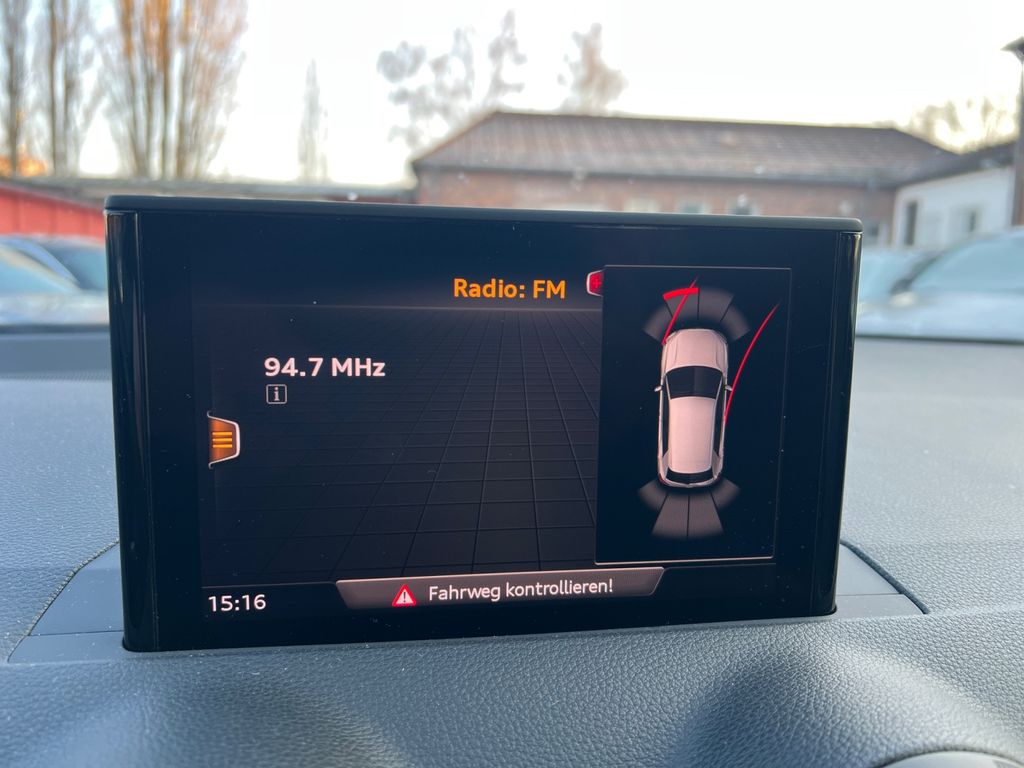 Radio: FM
94.7 MHz
i
15:16
Fahrweg kontrollieren!